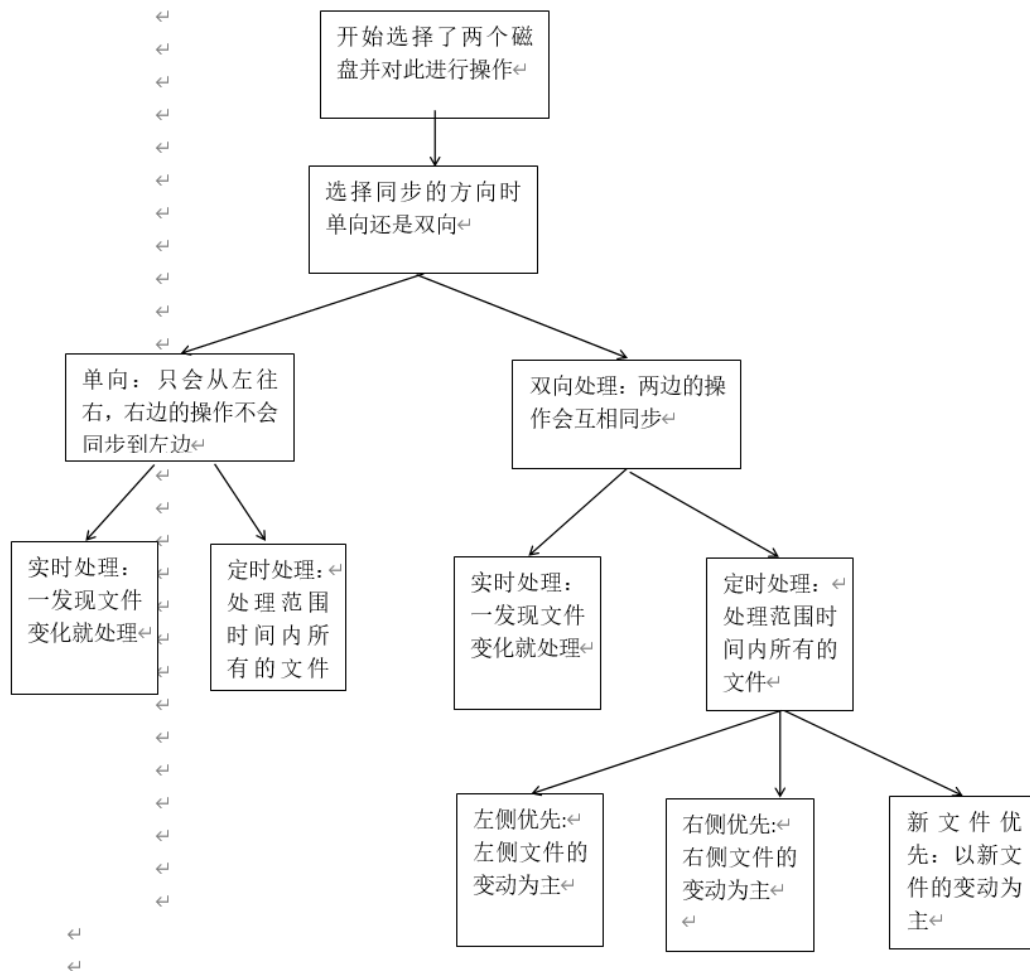 开始选择了两个磁
盘并对此进行操作
选择同步的方向时
单向还是双向
单向：只会从左往
右，右边的操作不会
同步到左边
双向处理：两边的操
作会互相同步
实时处理：
一发现文件
变化就处理
定时处理：
处理范围
时间内所
有的文件
实时处理：
一发现文件
变化就处理
定时处理：
处理范围时
间内所有的
文件
左侧优先:
左侧文件的
变动为主
右侧优先:
右侧文件的
变动为主
新文件优
先：以新文
件的变动为
主